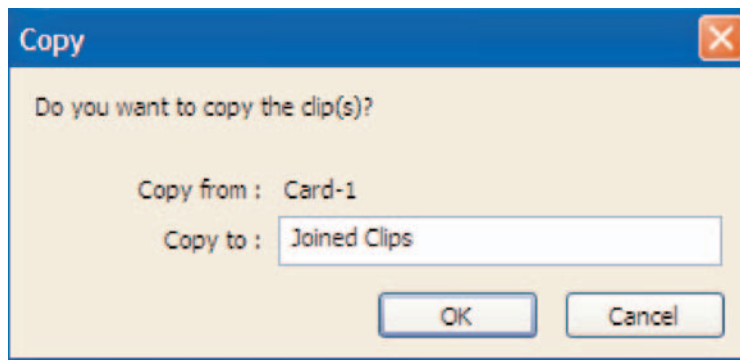 Copy
Do you want to copy the clip(s)?
Copy from : Card-1
Copy to : Joined Clips
OK Cancel